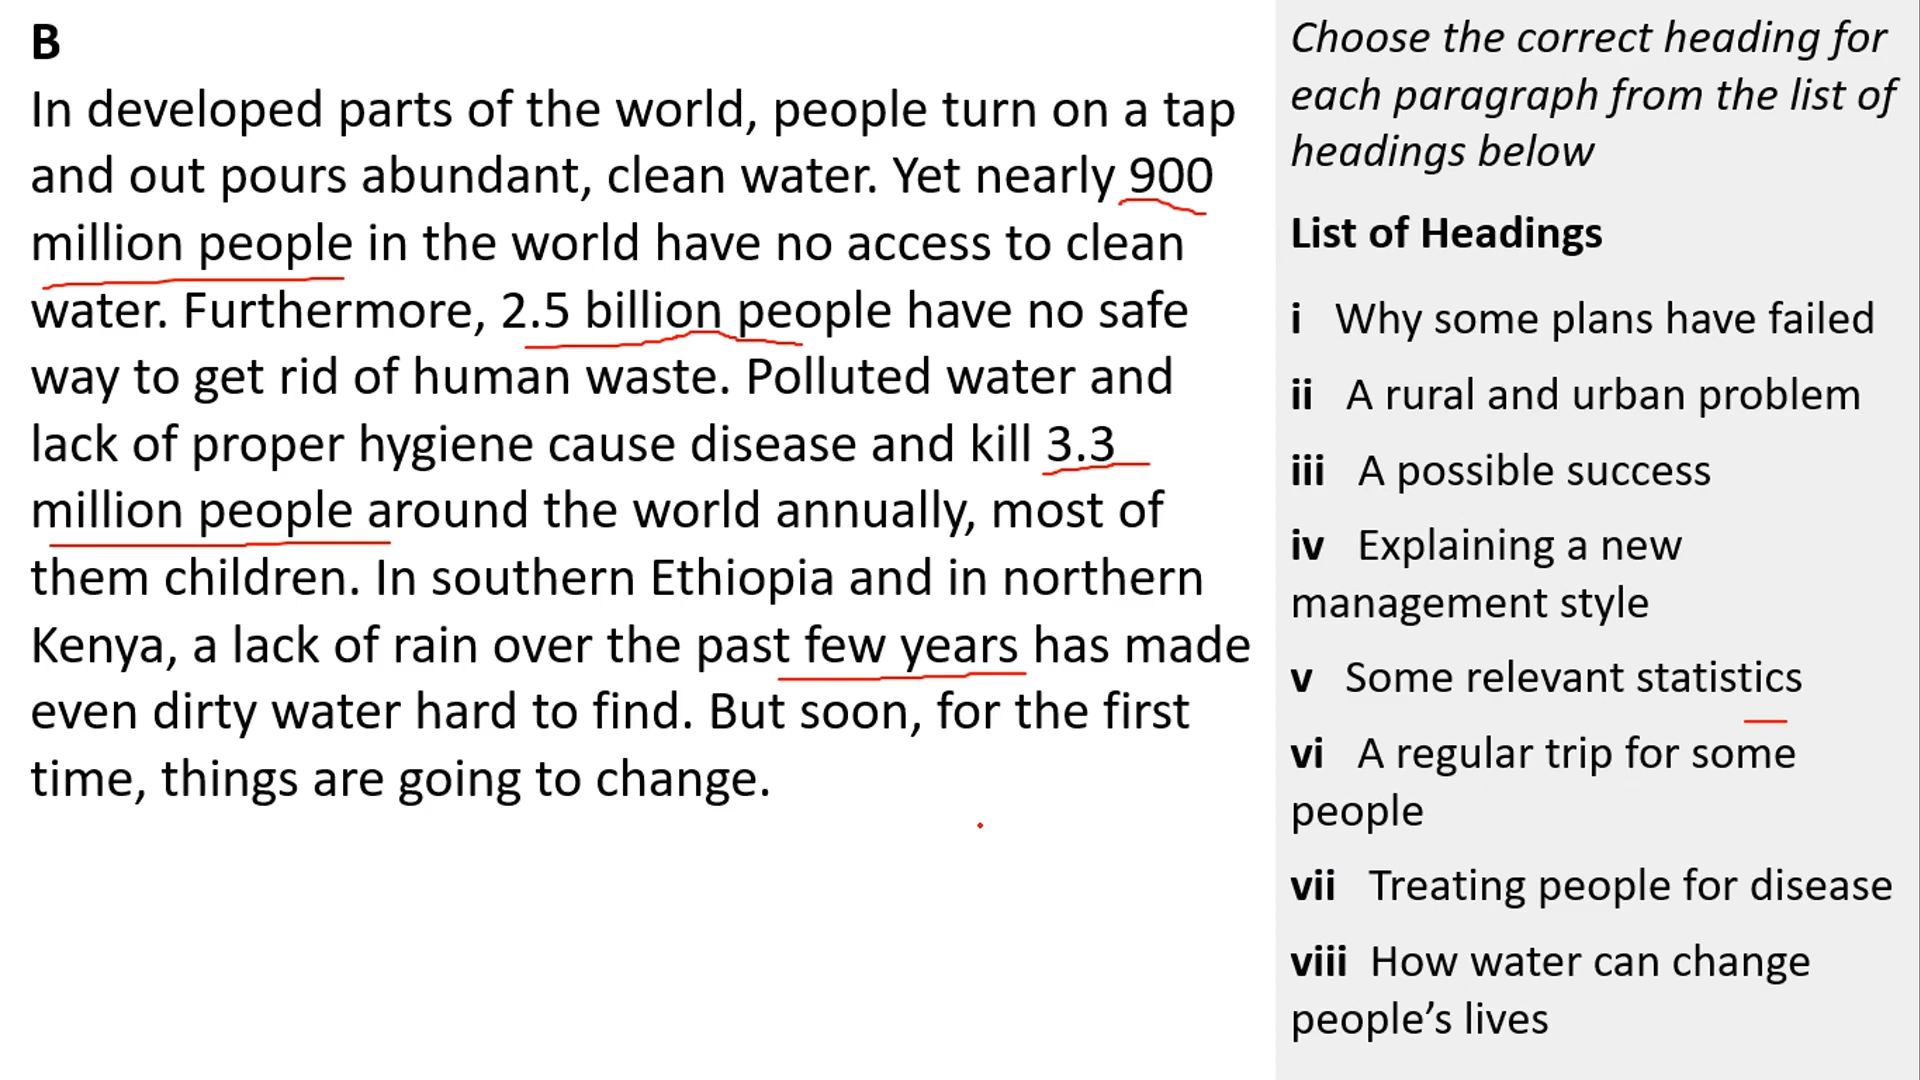 B
In developed parts of the world, people turn on a tap
and out pours abundant, clean water. Yet nearly 900
million people in the world have no access to clean
water. Furthermore, 2.5 billion people have no safe
way to get rid of human waste. Polluted water and
lack of proper hygiene cause disease and kill 3.3
million people around the world annually, most of
them children. In southern Ethiopia and in northern
Kenya, a lack of rain over the past few years has made
even dirty water hard to find. But soon, for the first
time, things are going to change.
Choose the correct heading for
each paragraph from the list of
headings below
List of Headings
i Why some plans have failed
ii A rural and urban problem
iii A possible success
iv Explaining a new
management style
v Some relevant statistics
vi A regular trip for some
people
vii Treating people for disease
viii How water can change
people’s lives